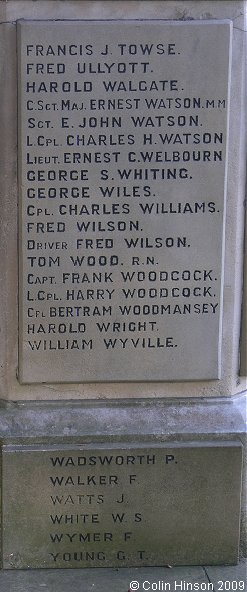 FRANCIS J. TOWSE.
FRED ULLYOTT.
HAROLD WALGATE.
C.SGT. MAJ. ERNEST WATSON. M M
SGT. E. JOHN WATSON.
L.CPL. CHARLES H. WATSON
LIEUT. ERNEST C. WELBOURN
GEORGE S. WHITING.
GEORGE WILES.
CPL. CHARLES WILLIAMS.
FRED WILSON.
DRIVER FRED WILSON.
TOM WOOD. R.N.
CAPT. FRANK WOODCOCK.
L.CPL. HARRY WOODCOCK.
CPL BERTRAM WOODMANSEY
HAROLD WRIGHT.
WILLIAM WYVILLE.
WADSWORTH P.
WALKER F.
WATTS J.
WHITE W. S.
WYMER F.
YOUNG G. T.
© Colin Hinson 2009